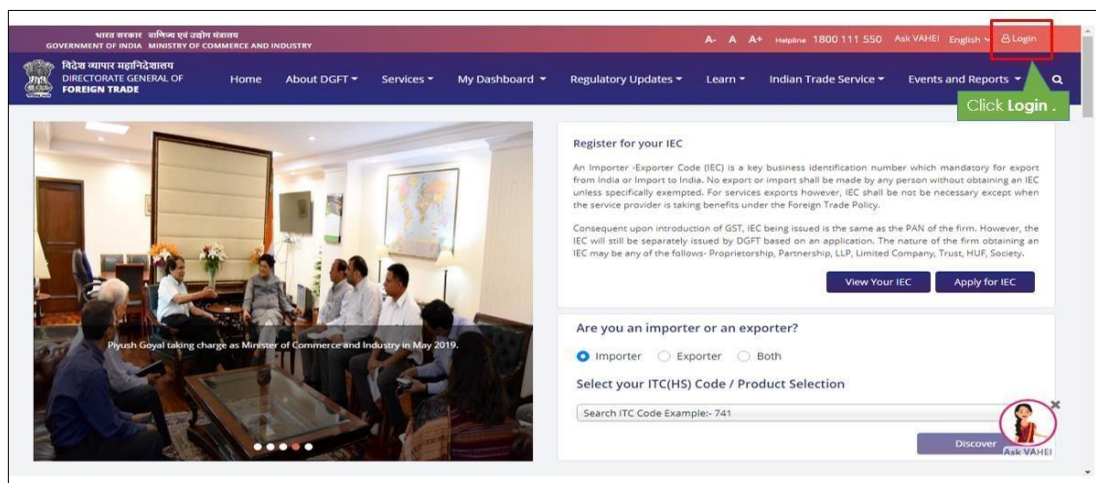 भारत सरकार वाणिज्य एवं उद्योग मंत्रालय
GOVERNMENT OF INDIA MINISTRY OF COMMERCE AND INDUSTRY
A- A A+ Helpline 1800 111 550 Ask VAHEI English Login
विदेश व्यापार महानिदेशालय
DIRECTORATE GENERAL OF
FOREIGN TRADE
Home About DGFT Services My Dashboard Regulatory Updates Learn Indian Trade Service Events and Reports
Click Login .
Piyush Goyal taking charge as Minister of Commerce and Industry in May 2019.
Register for your IEC
An Importer -Exporter Code (IEC) is a key business identification number which mandatory for export
from India or Import to India. No export or import shall be made by any person without obtaining an IEC
unless specifically exempted. For services exports however, IEC shall be not be necessary except when
the service provider is taking benefits under the Foreign Trade Policy.
Consequent upon introduction of GST, IEC being issued is the same as the PAN of the firm. However, the
IEC will still be separately issued by DGFT based on an application. The nature of the firm obtaining an
IEC may be any of the follows- Proprietorship, Partnership, LLP, Limited Company, Trust, HUF, Society.
View Your IEC Apply for IEC
Are you an importer or an exporter?
Importer Exporter Both
Select your ITC(HS) Code / Product Selection
Search ITC Code Example:- 741
Discover
Ask VAHEI